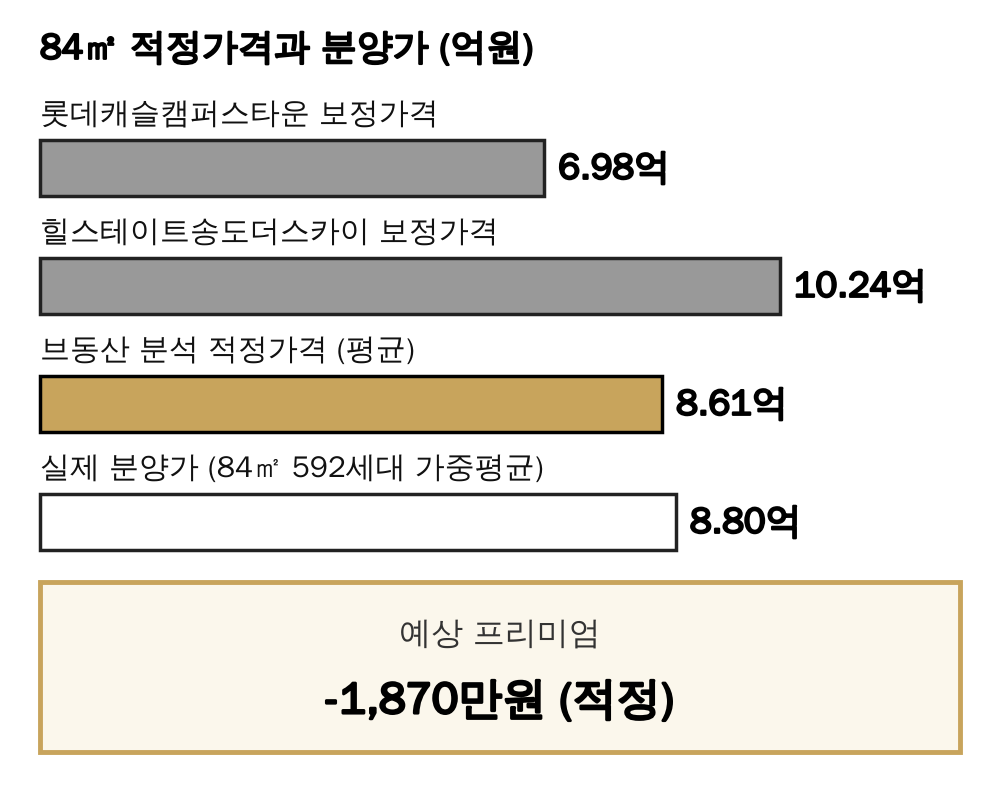 84㎡ 적정가격과 분양가 (억원)
롯데캐슬캠퍼스타운 보정가격
6.98억
힐스테이트송도더스카이 보정가격
10.24억
브동산 분석 적정가격 (평균)
8.61억
실제 분양가 (84㎡ 592세대 가중평균)
8.80억
예상 프리미엄
-1,870만원 (적정)